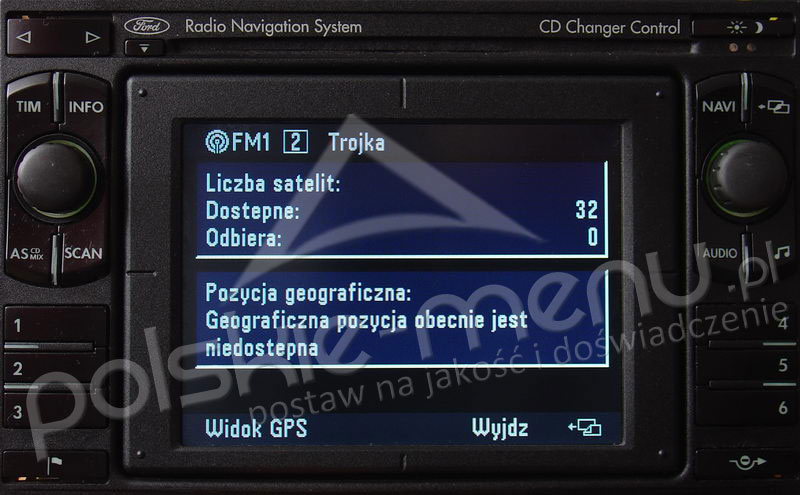 Ford Radio Navigation System CD Changer Control
TIM INFO
NAVI
FM1 2 Trojka
Liczba satelit:
Dostepne: 32
Odbiera: 0
AS CD MIX SCAN
AUDIO
Pozycja geograficzna:
Geograficzna pozycja obecnie jest
niedostepna
1
2
3
4
5
6
Widok GPS Wyjdz
polskie-menu.pl
postaw na jakość i doświadczenie